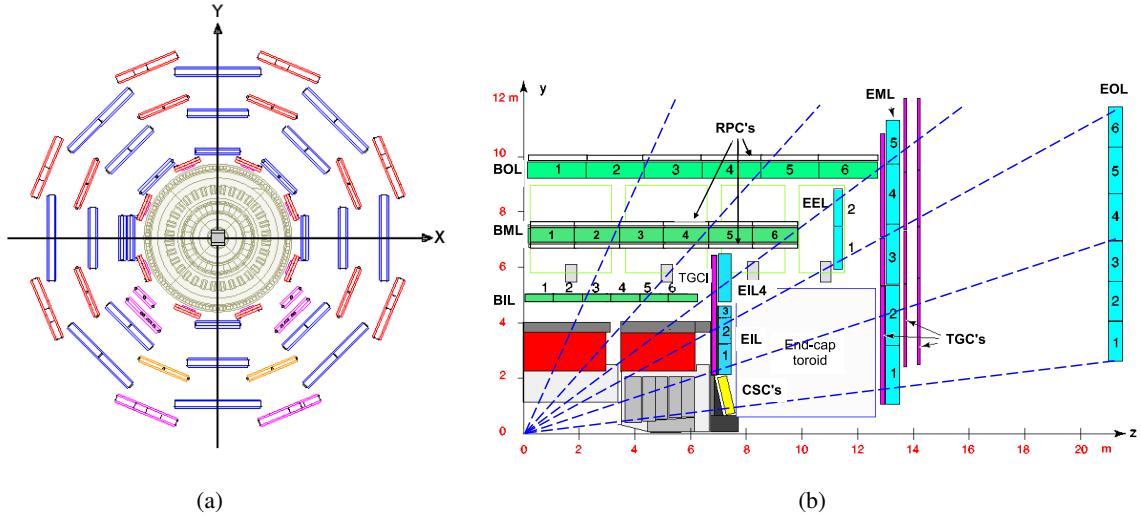 Y
X
(a)
12 m
y
10
8
6
4
2
0
0
2
4
6
8
10
12
14
16
18
20
m
z
RPC's
BOL
1 2 3 4 5 6
BML
1 2 3 4 5 6
BIL
1 2 3 4 5 6
TGCI
EIL4
EIL
3
2
1
CSC's
EEL
2
1
End-cap
toroid
EML
5
4
3
2
1
TGC's
EOL
6
5
4
3
2
1
(b)